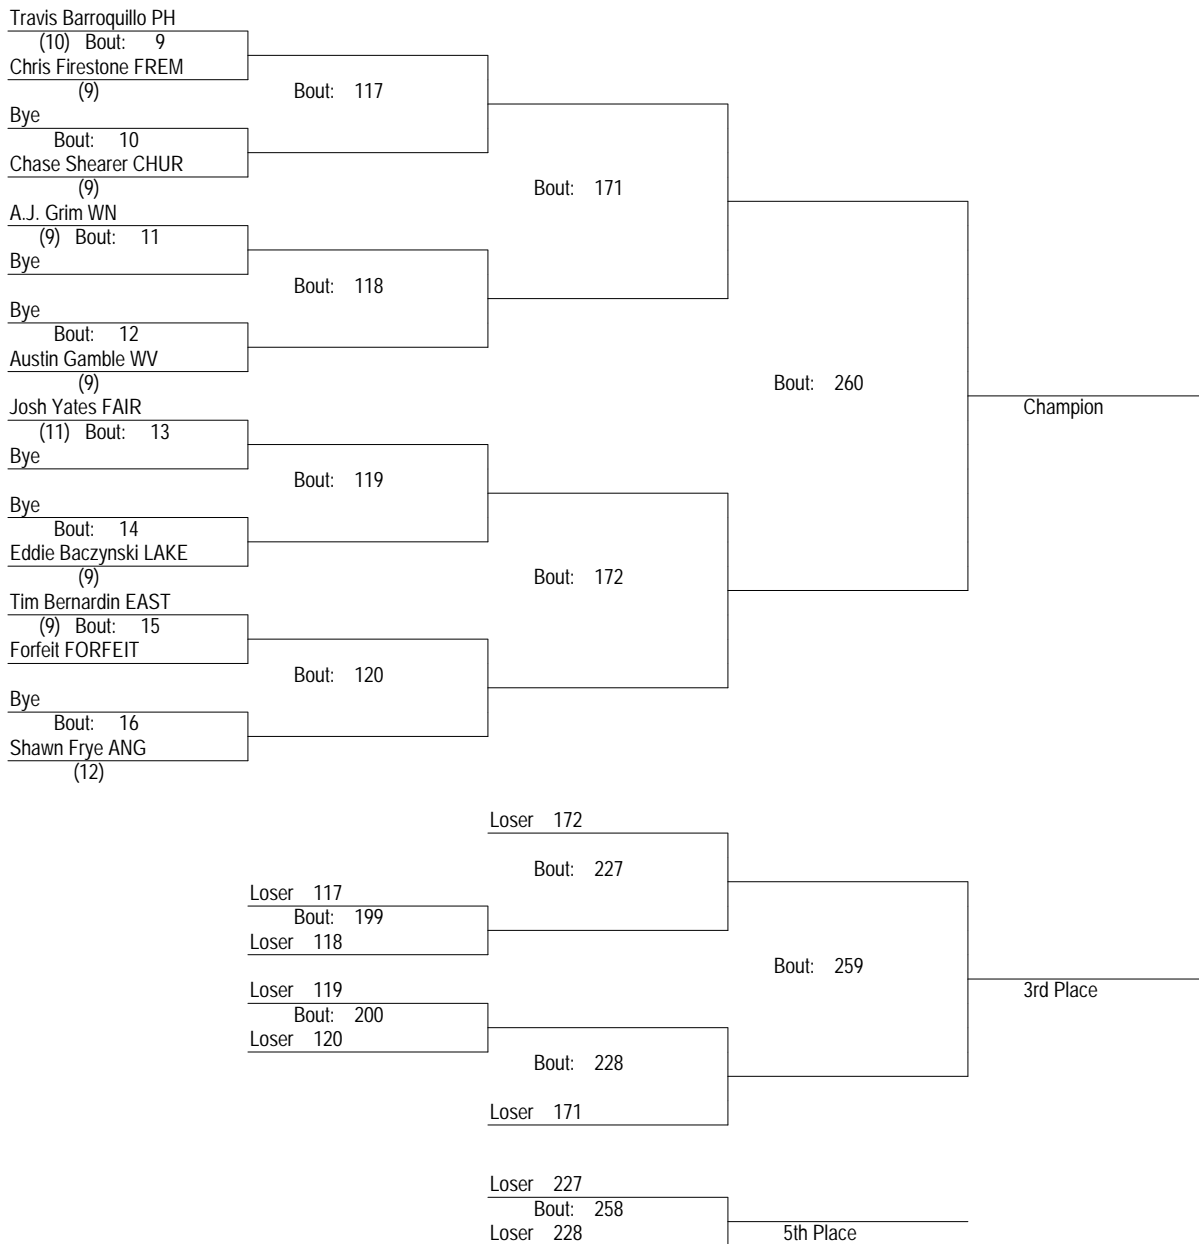 Travis Barroquillo PH
(10) Bout: 9
Chris Firestone FREM
(9)
Bout: 117
Bye
Bout: 10
Chase Shearer CHUR
(9)
Bout: 171
A.J. Grim WN
(9) Bout: 11
Bye
Bout: 118
Bye
Bout: 12
Austin Gamble WV
(9)
Bout: 260
Champion
Josh Yates FAIR
(11) Bout: 13
Bye
Bout: 119
Bye
Bout: 14
Eddie Baczynski LAKE
(9)
Bout: 172
Tim Bernardin EAST
(9) Bout: 15
Forfeit FORFEIT
Bout: 120
Bye
Bout: 16
Shawn Frye ANG
(12)
Loser 172
Bout: 227
Loser 117
Bout: 199
Loser 118
Bout: 259
3rd Place
Loser 119
Bout: 200
Loser 120
Bout: 228
Loser 171
Loser 227
Bout: 258
Loser 228
5th Place